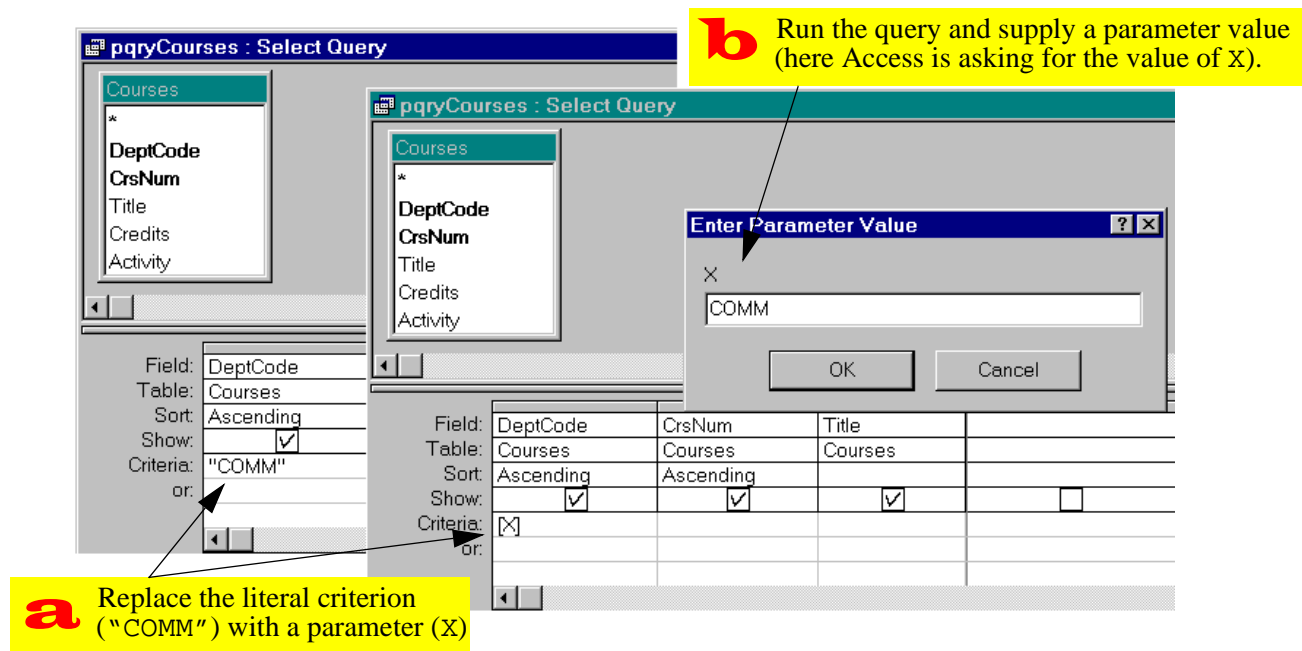 pqryCourses : Select Query
Courses
*
DeptCode
CrsNum
Title
Credits
Activity
Field: DeptCode
Table: Courses
Sort: Ascending
Show:
Criteria: "COMM"
or:
a Replace the literal criterion
("COMM") with a parameter (X)
b Run the query and supply a parameter value
(here Access is asking for the value of X).
pqryCourses : Select Query
Courses
*
DeptCode
CrsNum
Title
Credits
Activity
Enter Parameter Value
X
COMM
OK Cancel
Field: DeptCode CrsNum Title
Table: Courses Courses Courses
Sort: Ascending Ascending
Show:
Criteria: [X]
or: